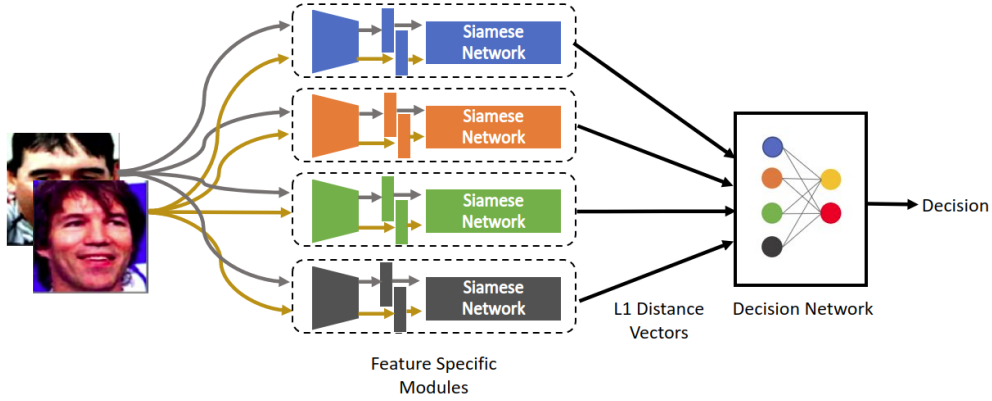 Siamese
Network
Siamese
Network
Siamese
Network
Siamese
Network
Decision
L1 Distance
Vectors
Decision Network
Feature Specific
Modules